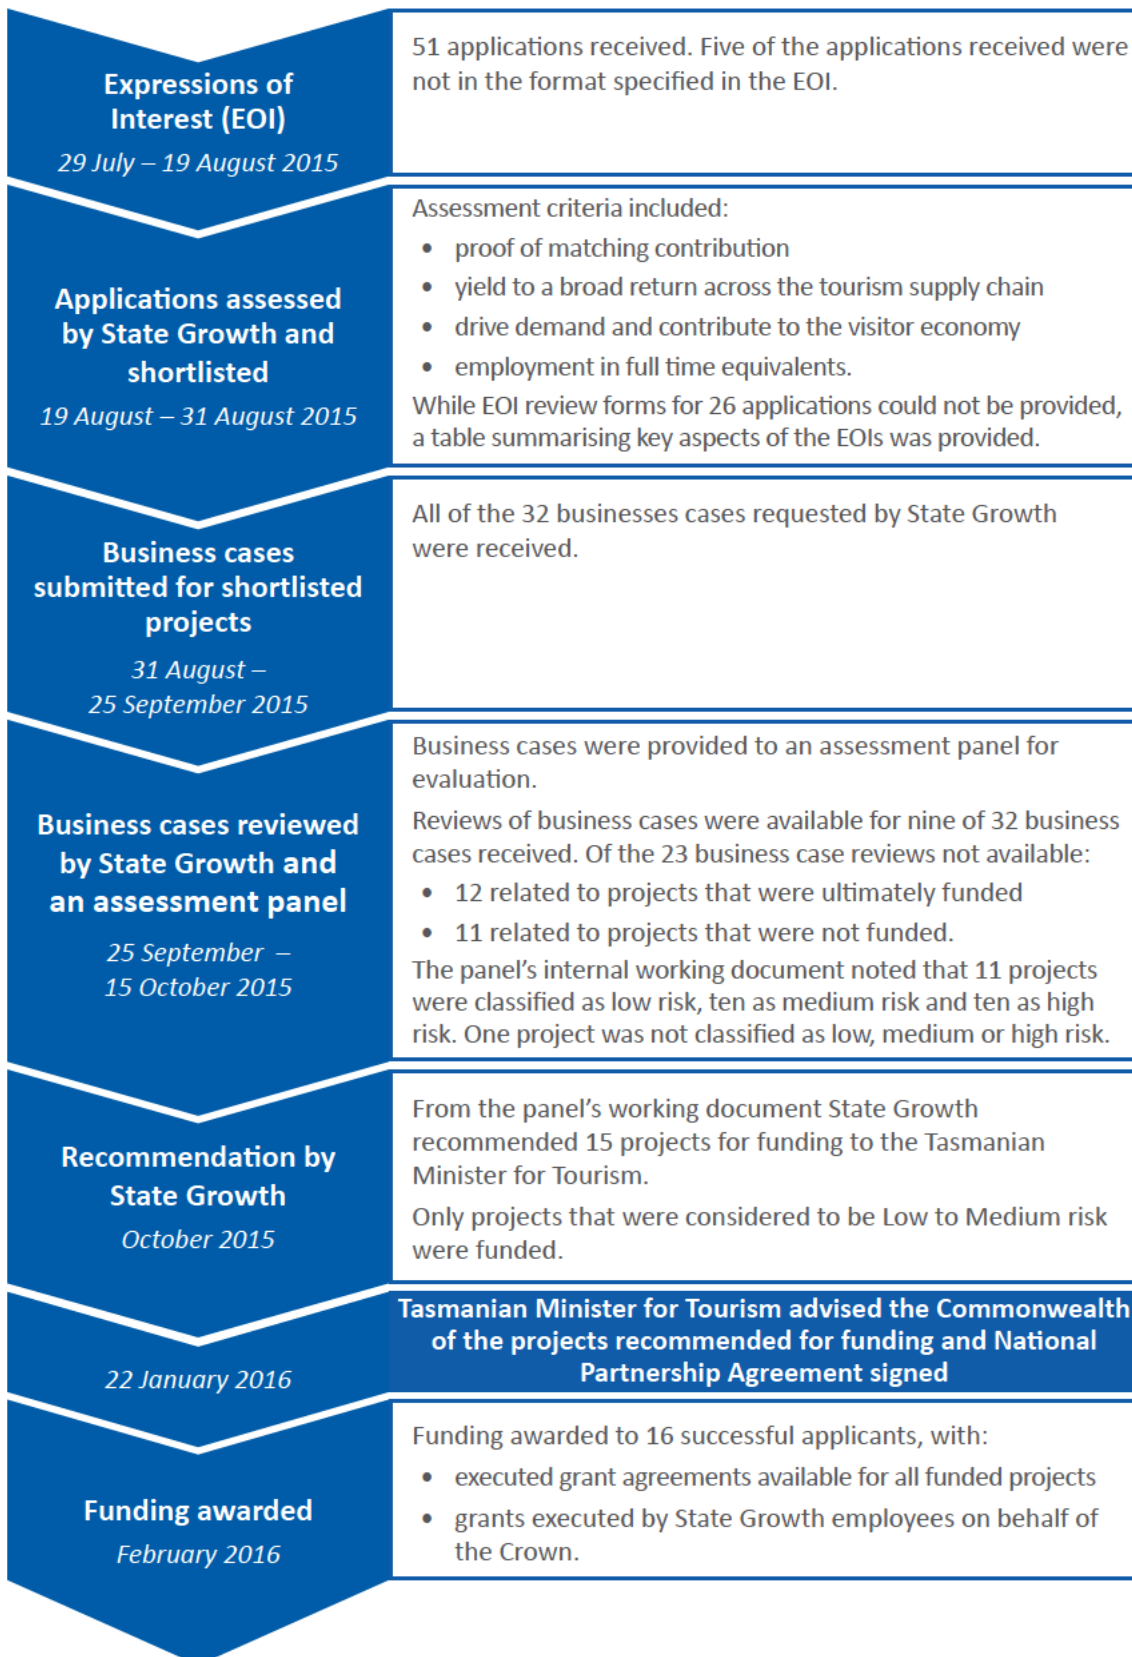 Expressions of
Interest (EOI)
29 July – 19 August 2015
51 applications received. Five of the applications received were
not in the format specified in the EOI.
Applications assessed
by State Growth and
shortlisted
19 August – 31 August 2015
Assessment criteria included:
• proof of matching contribution
• yield to a broad return across the tourism supply chain
• drive demand and contribute to the visitor economy
• employment in full time equivalents.
While EOI review forms for 26 applications could not be provided,
a table summarising key aspects of the EOIs was provided.
Business cases
submitted for shortlisted
projects
31 August –
25 September 2015
All of the 32 businesses cases requested by State Growth
were received.
Business cases reviewed
by State Growth and
an assessment panel
25 September –
15 October 2015
Business cases were provided to an assessment panel for
evaluation.
Reviews of business cases were available for nine of 32 business
cases received. Of the 23 business case reviews not available:
• 12 related to projects that were ultimately funded
• 11 related to projects that were not funded.
The panel's internal working document noted that 11 projects
were classified as low risk, ten as medium risk and ten as high
risk. One project was not classified as low, medium or high risk.
Recommendation by
State Growth
October 2015
From the panel's working document State Growth
recommended 15 projects for funding to the Tasmanian
Minister for Tourism.
Only projects that were considered to be Low to Medium risk
were funded.
22 January 2016
Tasmanian Minister for Tourism advised the Commonwealth
of the projects recommended for funding and National
Partnership Agreement signed
Funding awarded
February 2016
Funding awarded to 16 successful applicants, with:
• executed grant agreements available for all funded projects
• grants executed by State Growth employees on behalf of
the Crown.